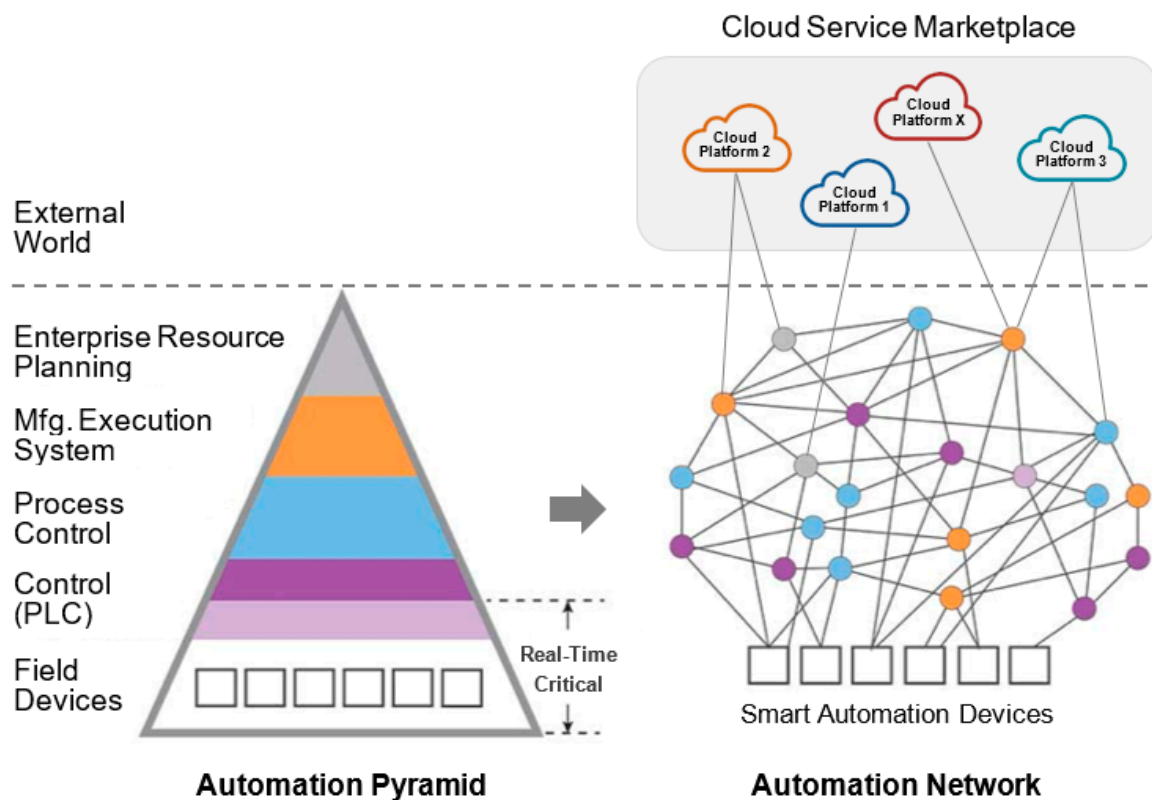 Cloud Service Marketplace
Cloud
Platform 2
Cloud
Platform X
Cloud
Platform 3
Cloud
Platform 1
External
World
Enterprise Resource
Planning
Mfg. Execution
System
Process
Control
Control
(PLC)
Field
Devices
Real-Time
Critical
Smart Automation Devices
Automation Pyramid
Automation Network